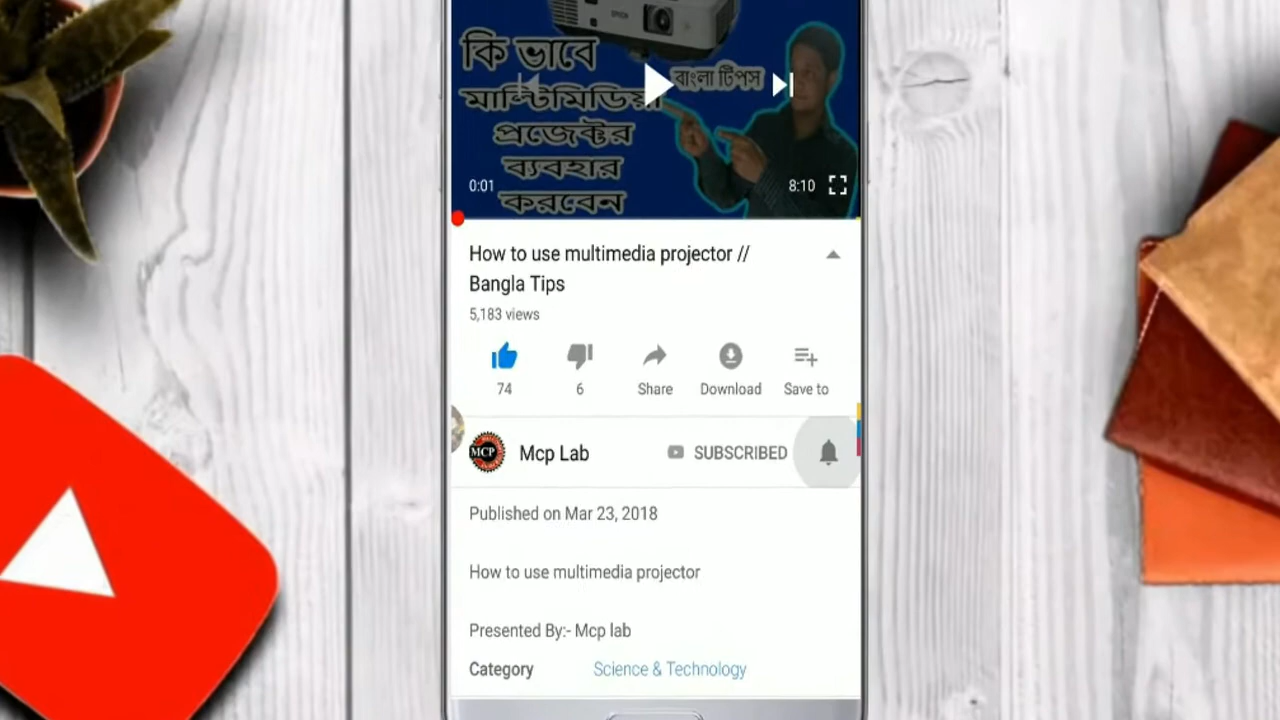 EPSON
কি ভাবে
বাংলা টিপস
মাল্টিমিডিয়া
প্রজেক্টর
ব্যবহার
করবেন
0:01
8:10
How to use multimedia projector //
Bangla Tips
5,183 views
74
6
Share
Download
Save to
MCP
Mcp Lab
SUBSCRIBED
Published on Mar 23, 2018
How to use multimedia projector
Presented By:- Mcp lab
Category
Science & Technology